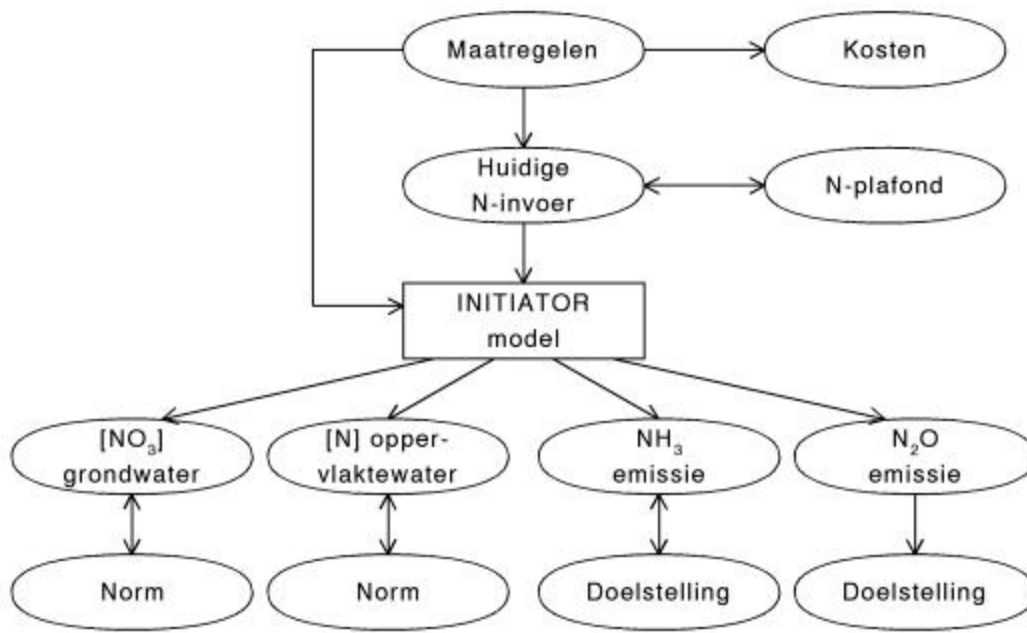 Maatregelen
Kosten
Huidige
N-invoer
N-plafond
INITIATOR
model
[NO₃]
grondwater
[N] opper-
vlaktewater
NH₃
emissie
N₂O
emissie
Norm
Norm
Doelstelling
Doelstelling